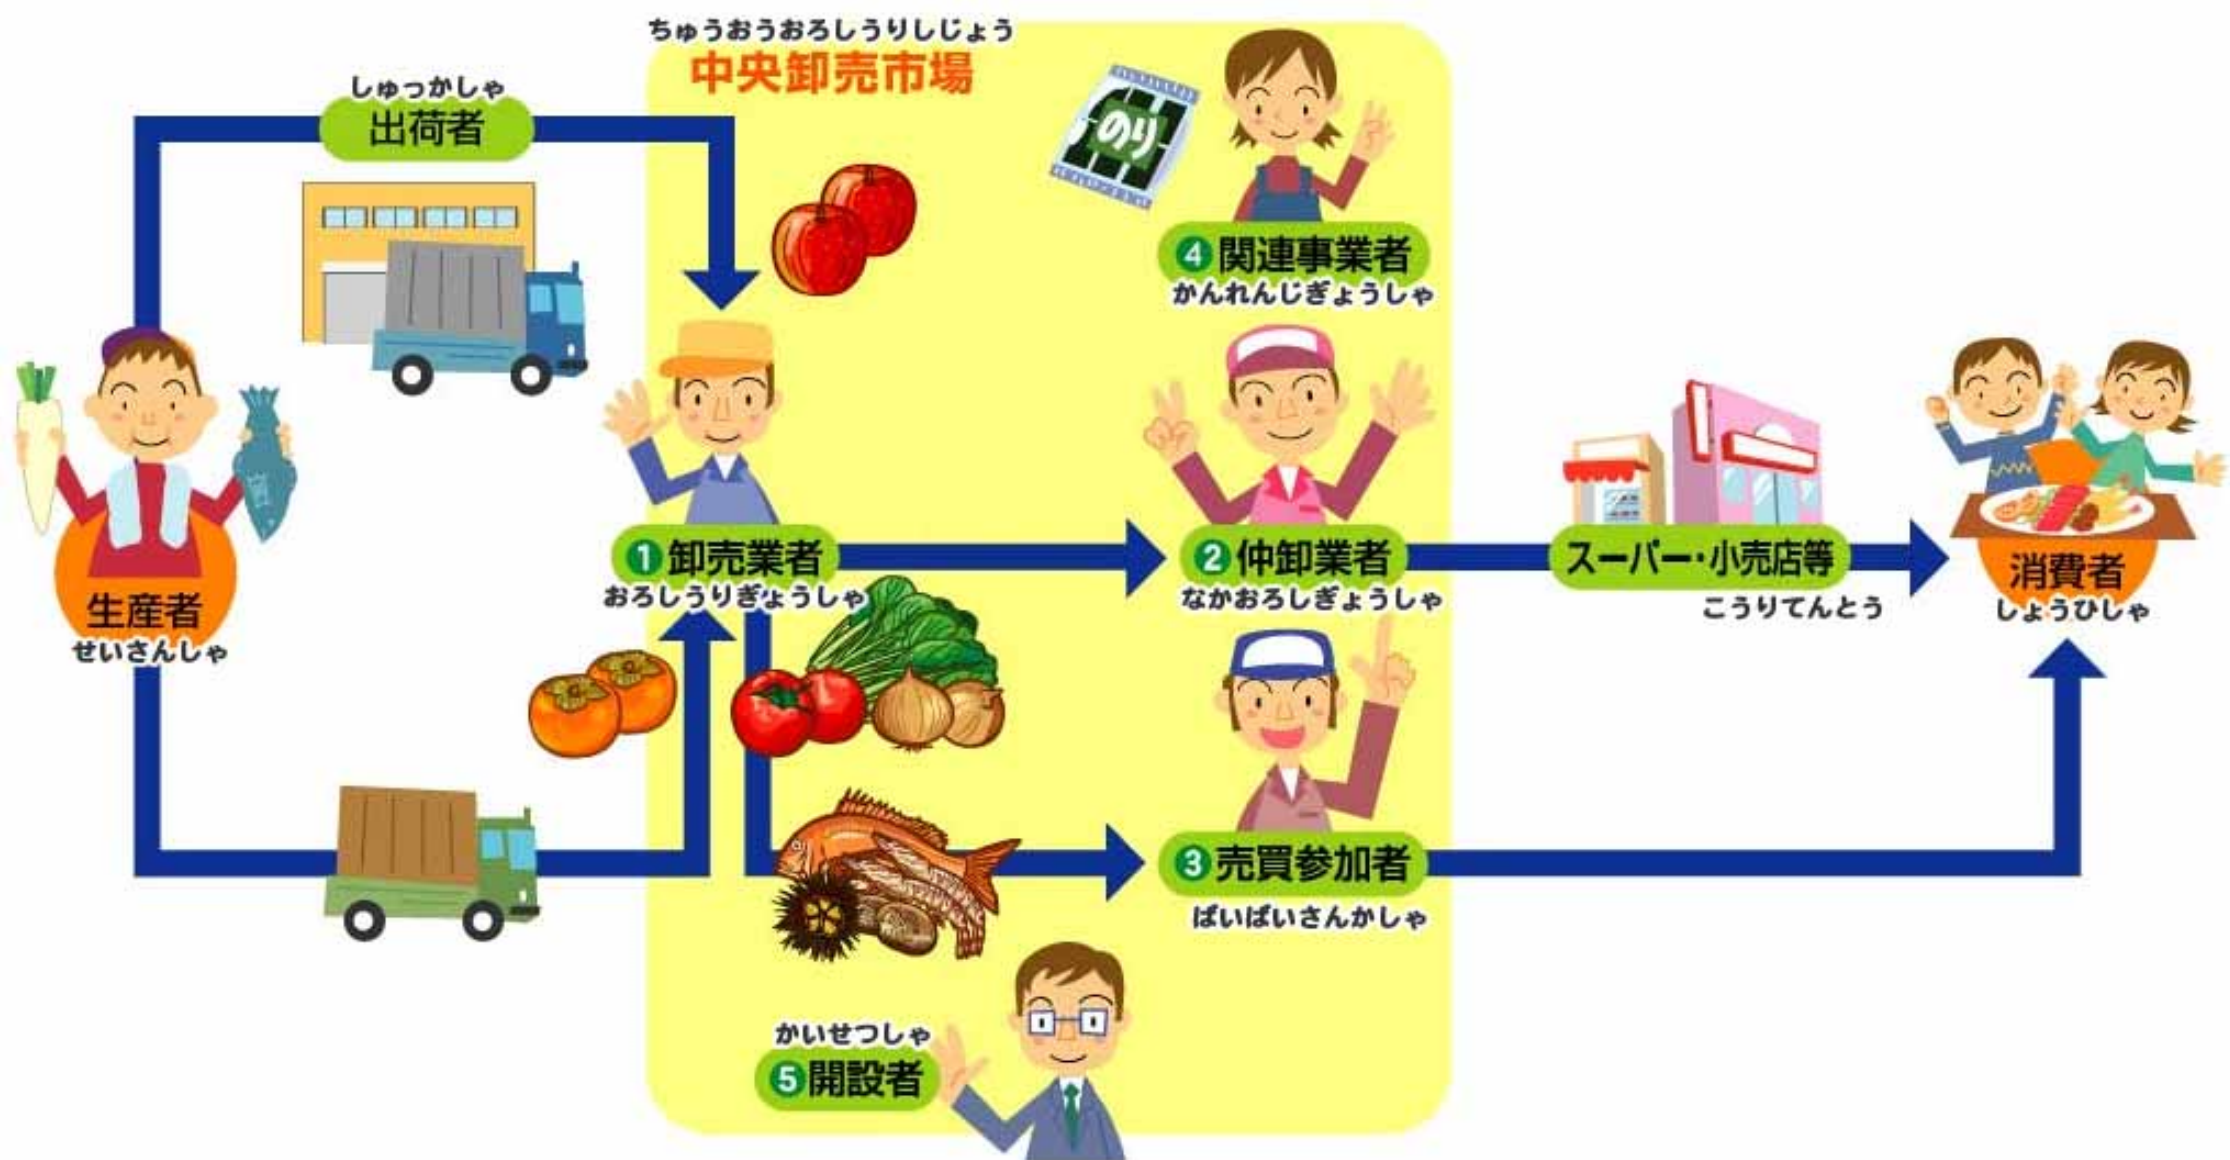 ちゅうおうおろしうりしじょう
中央卸売市場
しゅっかしゃ
出荷者
のり
④関連事業者
かんれんじぎょうしゃ
①卸売業者
おろしうりぎょうしゃ
②仲卸業者
なかおろしぎょうしゃ
スーパー・小売店等
こうりてんとう
消費者
しょうひしゃ
生産者
せいさんしゃ
③売買参加者
ばいばいさんかしゃ
かいせつしゃ
⑤開設者